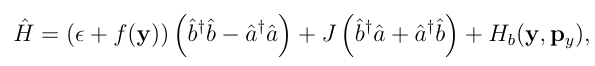 Ĥ = (ϵ + f(𝐲)) (b̂†b̂ − â†â) + J (b̂†â + â†b̂) + H_b(𝐲, 𝐩_y),